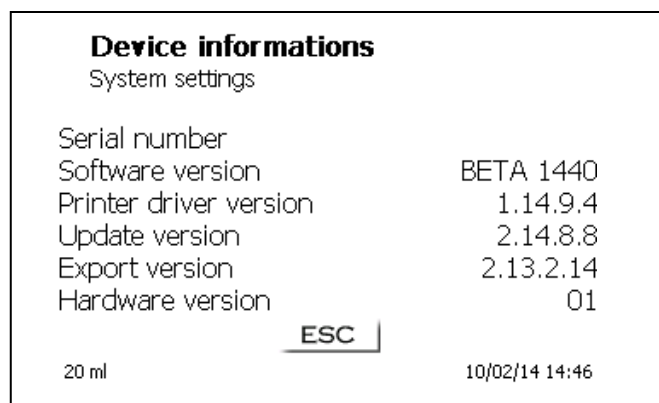 Device informations
System settings
Serial number
Software version BETA 1440
Printer driver version 1.14.9.4
Update version 2.14.8.8
Export version 2.13.2.14
Hardware version 01
ESC
20 ml 10/02/14 14:46